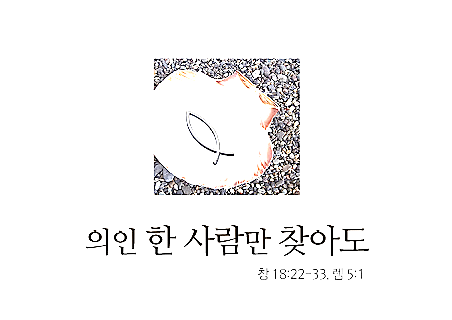 의인 한 사람만 찾아도
창 18:22-33, 렘 5:1